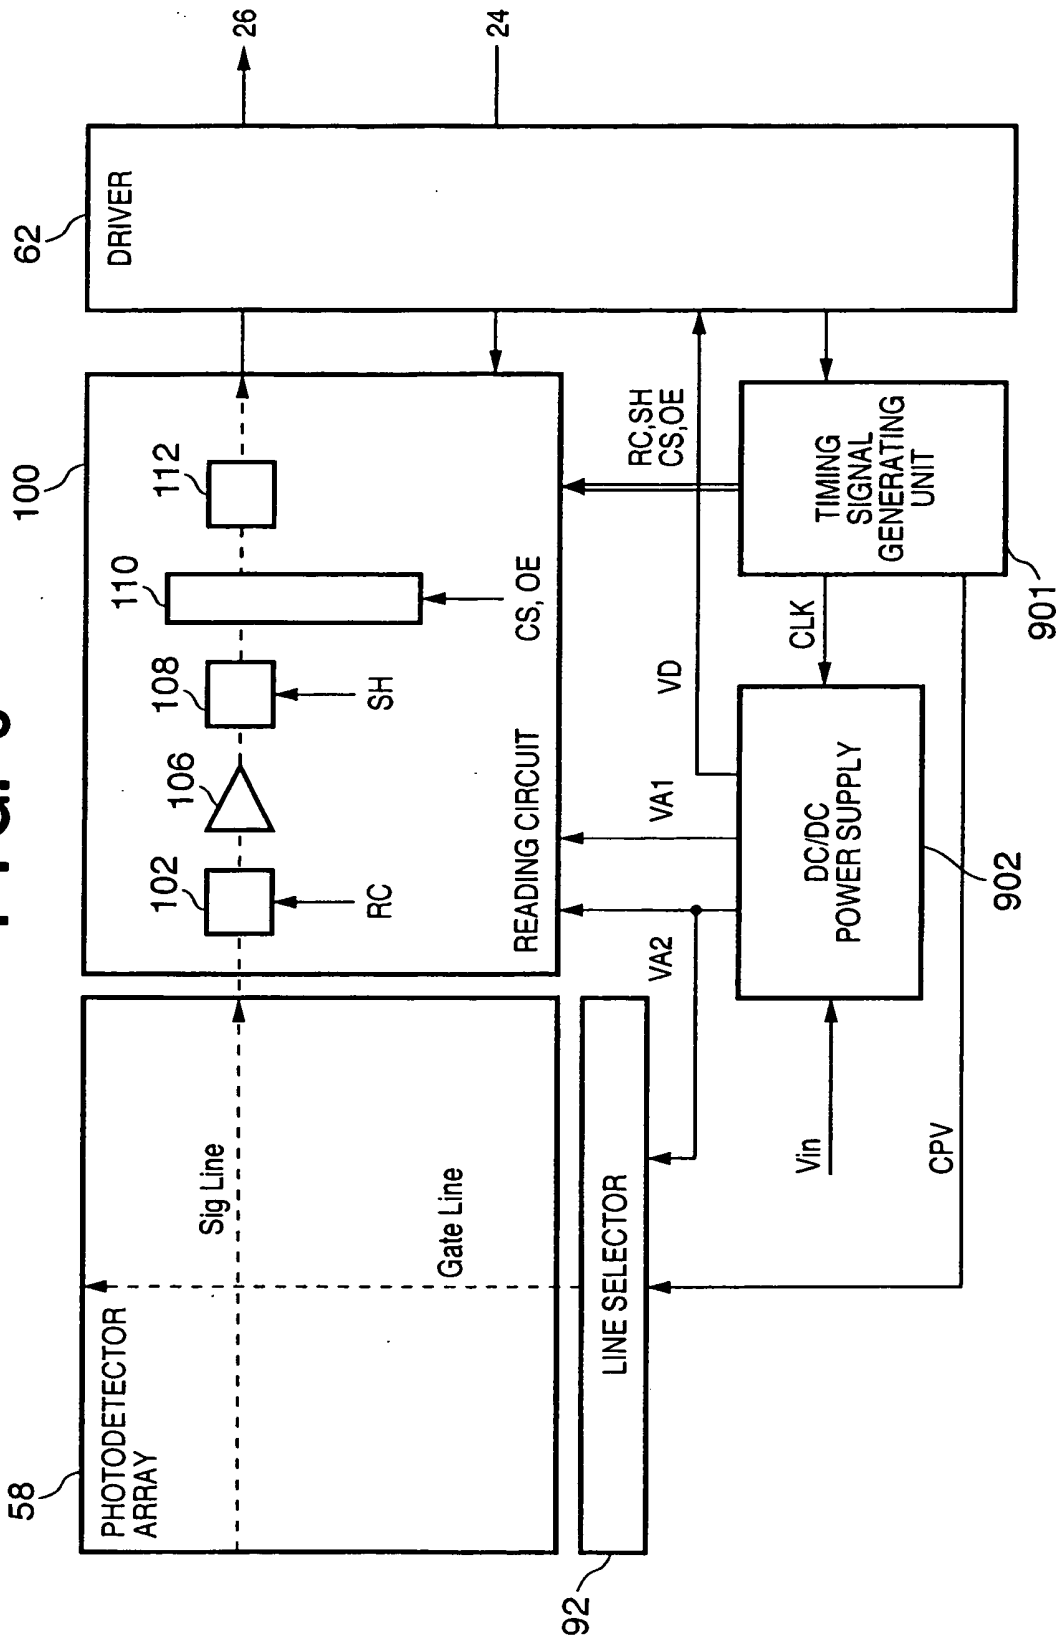 58
100
62
PHOTODETECTOR
ARRAY
DRIVER
102
106
108
110
112
26
Sig Line
RC
SH
CS, OE
24
Gate Line
READING CIRCUIT
92
LINE SELECTOR
VA2
VA1
VD
RC,SH
CS,OE
Vin
DC/DC
POWER SUPPLY
CLK
TIMING
SIGNAL
GENERATING
UNIT
CPV
902
901